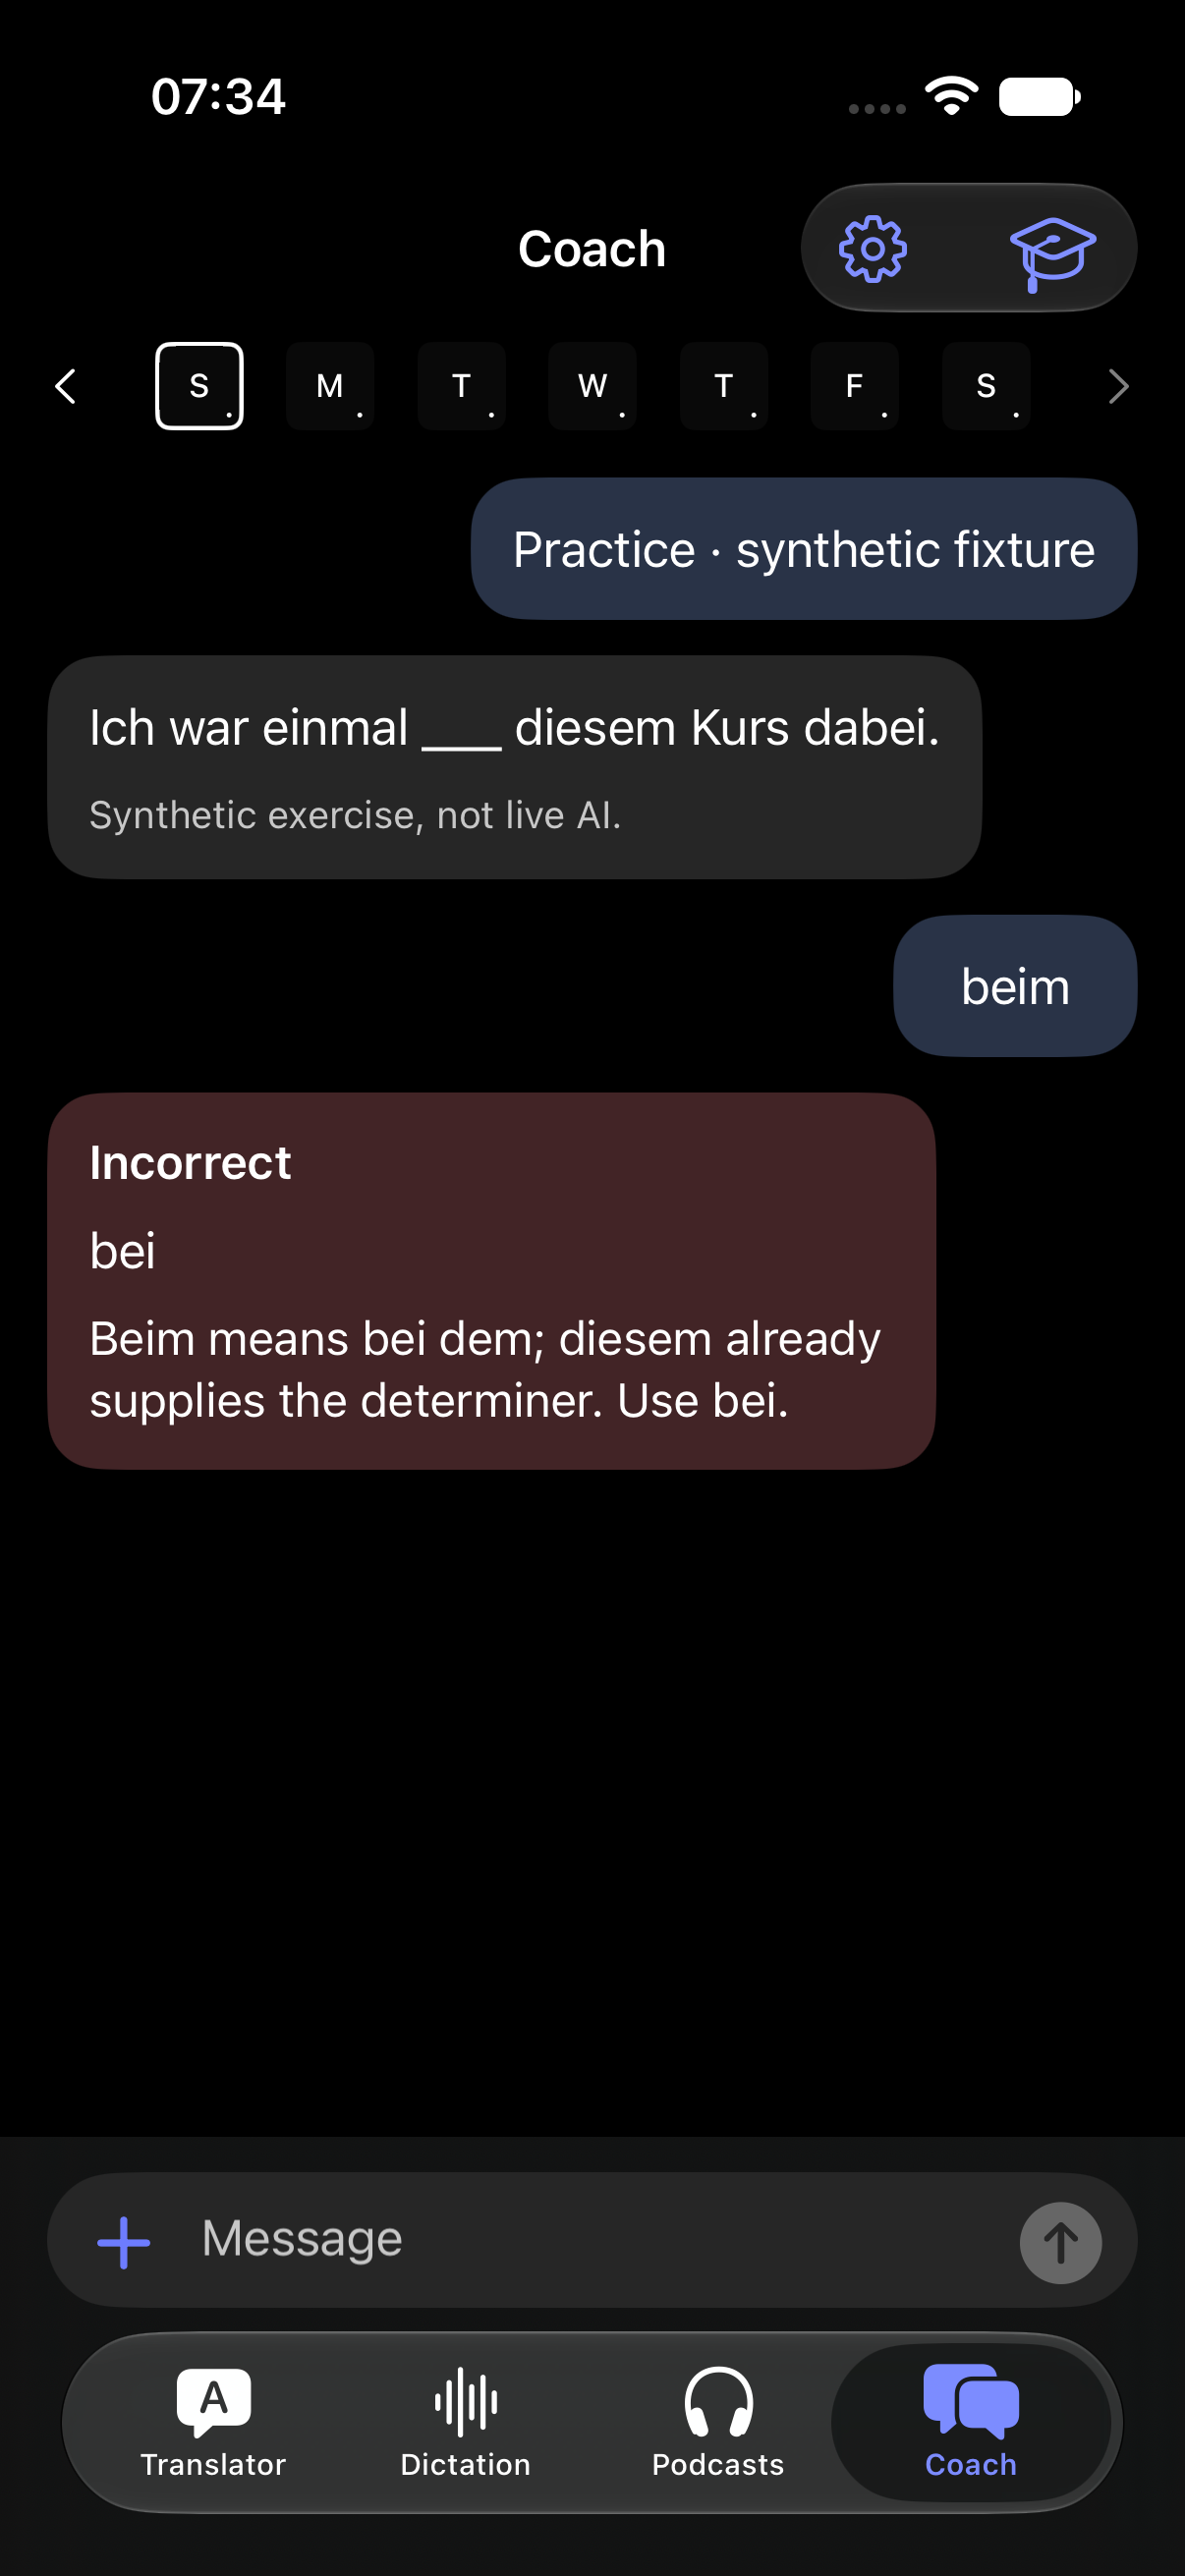 07:34
Coach
S. M. T. W. T. F. S.
Practice · synthetic fixture
Ich war einmal ___ diesem Kurs dabei.
Synthetic exercise, not live AI.
beim
Incorrect
bei
Beim means bei dem; diesem already
supplies the determiner. Use bei.
Message
A
Translator Dictation Podcasts Coach